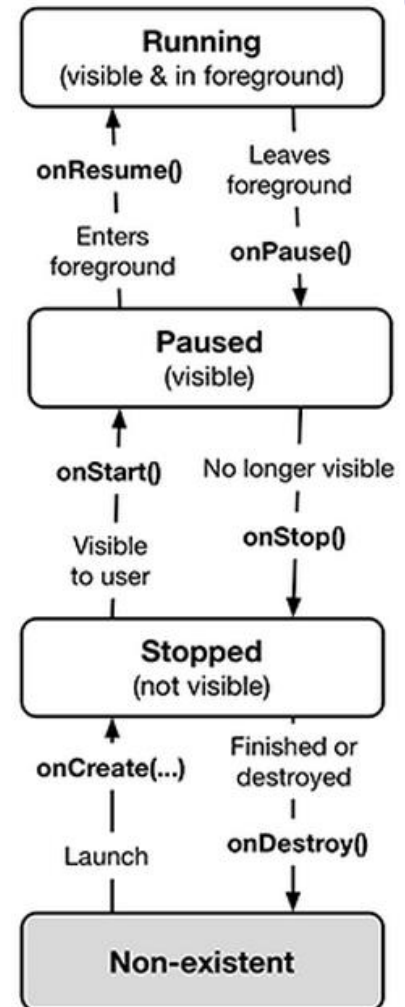 Running
(visible & in foreground)
onResume()
Enters
foreground
Leaves
foreground
onPause()
Paused
(visible)
onStart()
Visible
to user
No longer visible
onStop()
Stopped
(not visible)
onCreate(...)
Launch
Finished or
destroyed
onDestroy()
Non-existent